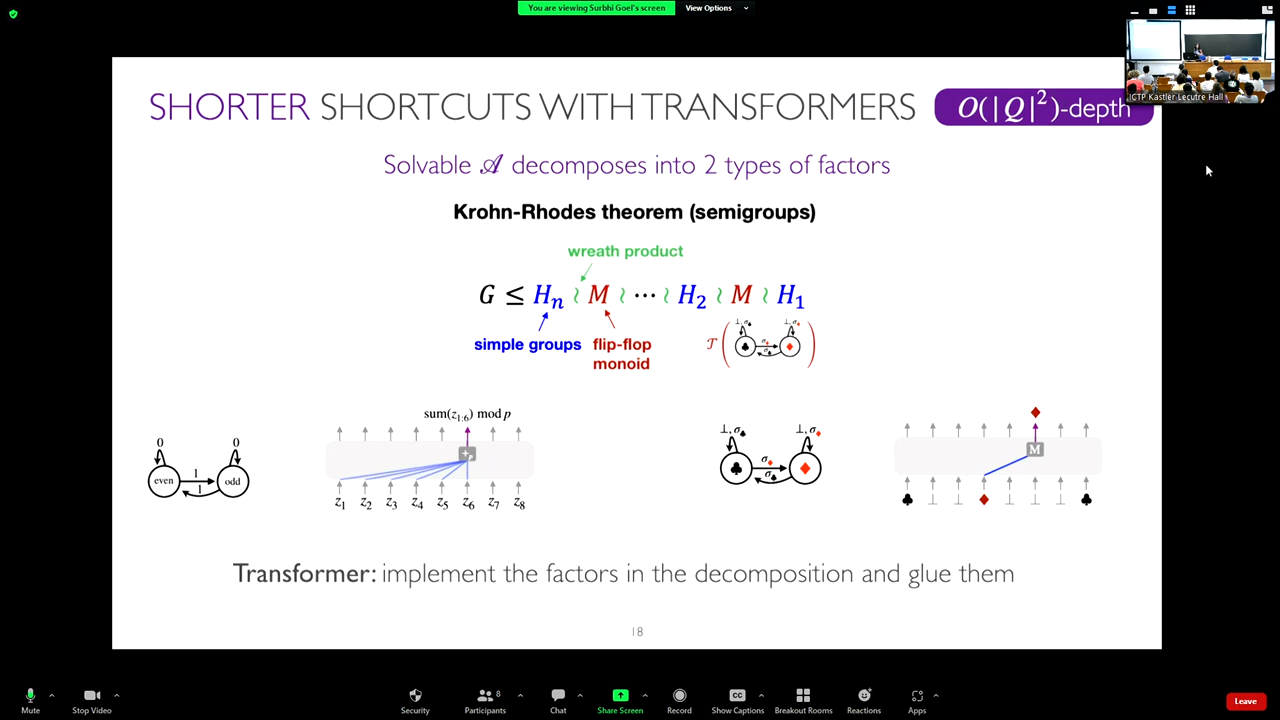 You are viewing Surbhi Goel's screen
View Options
ICTP Kastler Lecutre Hall
SHORTER SHORTCUTS WITH TRANSFORMERS
O(|Q|²)-depth
Solvable 𝒜 decomposes into 2 types of factors
Krohn-Rhodes theorem (semigroups)
wreath product
G ≤ Hₙ ≀ M ≀ ⋯ ≀ H₂ ≀ M ≀ H₁
simple groups
flip-flop
monoid
𝒯 ( ⊥, σ♣ ⊥, σ♦ ♣ σ♦ σ♣ ♦ )
sum(z₁:₆) mod p
♦
0 0
⊥, σ♣ ⊥, σ♦
even 1 1 odd
+ₚ
♣ σ♦ σ♣ ♦
M
z₁ z₂ z₃ z₄ z₅ z₆ z₇ z₈
♣ ⊥ ⊥ ♦ ⊥ ⊥ ⊥ ♣
Transformer: implement the factors in the decomposition and glue them
18
Mute
Stop Video
Security
Participants 8
Chat
Share Screen
Record
Show Captions
Breakout Rooms
Reactions
Apps
Leave